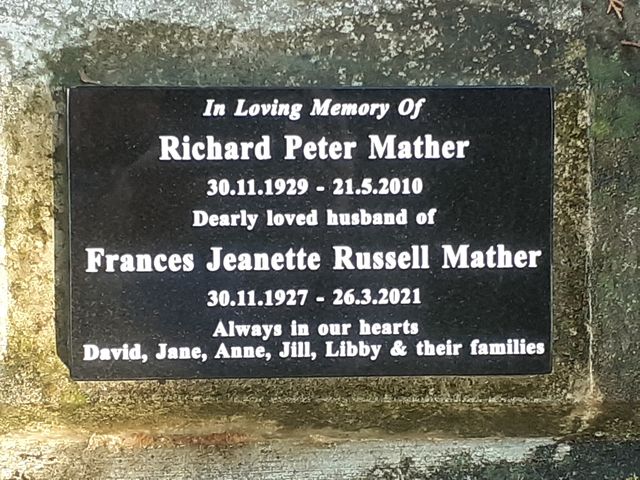 In Loving Memory Of
Richard Peter Mather
30.11.1929 - 21.5.2010
Dearly loved husband of
Frances Jeanette Russell Mather
30.11.1927 - 26.3.2021
Always in our hearts
David, Jane, Anne, Jill, Libby & their families